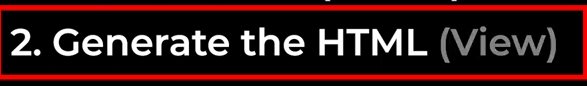 2. Generate the HTML (View)